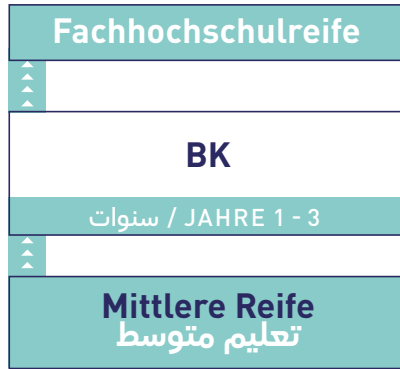 Fachhochschulreife
BK
سنوات / JAHRE 1 - 3
Mittlere Reife
تعليم متوسط